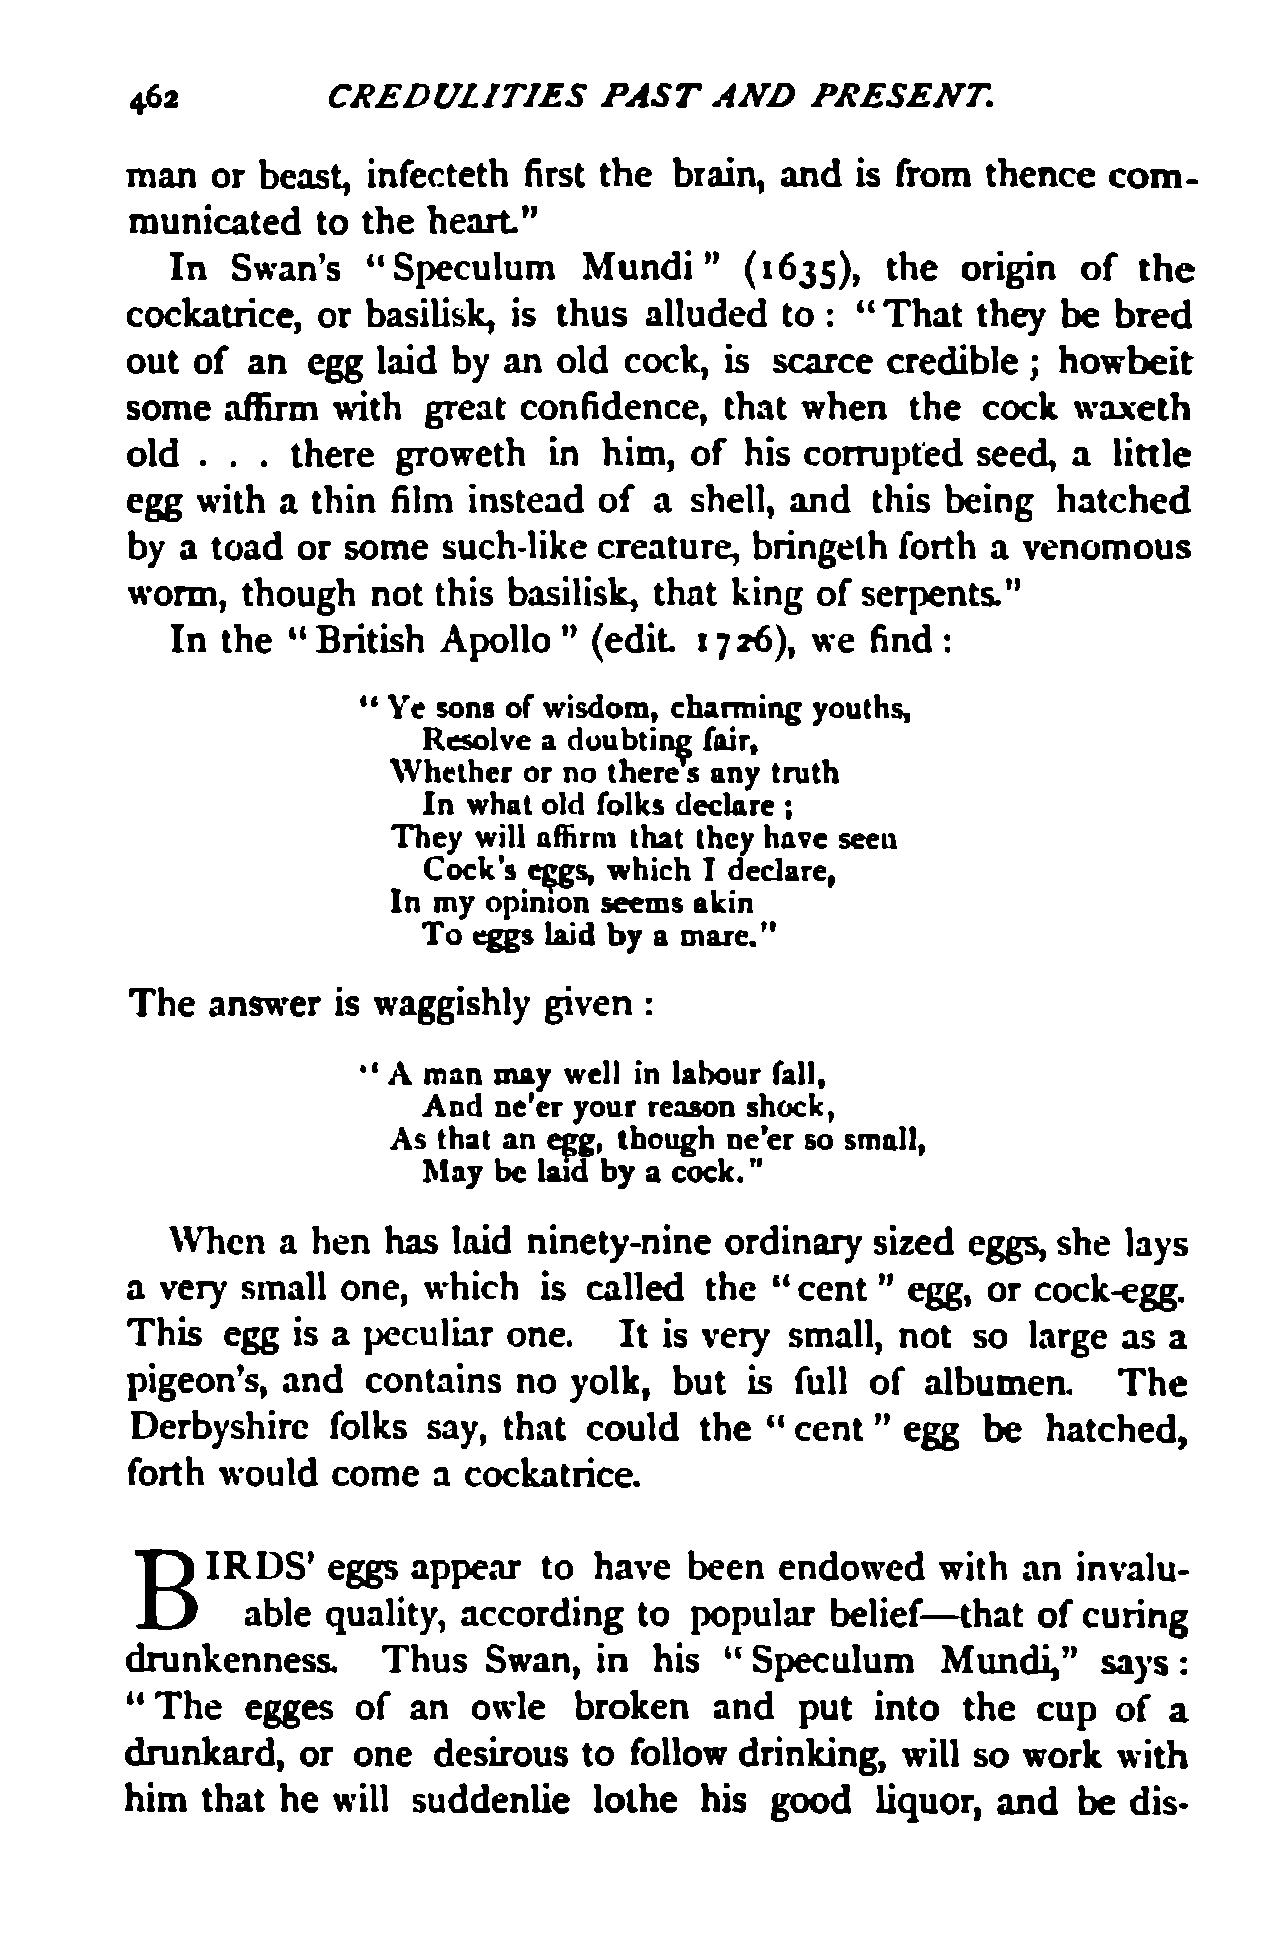 462 CREDULITIES PAST AND PRESENT.
man or beast, infecteth first the brain, and is from thence com-
municated to the heart."
In Swan's "Speculum Mundi" (1635), the origin of the
cockatrice, or basilisk, is thus alluded to : "That they be bred
out of an egg laid by an old cock, is scarce credible ; howbeit
some affirm with great confidence, that when the cock waxeth
old . . . there groweth in him, of his corrupted seed, a little
egg with a thin film instead of a shell, and this being hatched
by a toad or some such-like creature, bringeth forth a venomous
worm, though not this basilisk, that king of serpents."
In the "British Apollo" (edit. 1726), we find :
"Ye sons of wisdom, charming youths,
Resolve a doubting fair,
Whether or no there's any truth
In what old folks declare ;
They will affirm that they have seen
Cock's eggs, which I declare,
In my opinion seems akin
To eggs laid by a mare."
The answer is waggishly given :
"A man may well in labour fall,
And ne'er your reason shock,
As that an egg, though ne'er so small,
May be laid by a cock."
When a hen has laid ninety-nine ordinary sized eggs, she lays
a very small one, which is called the "cent" egg, or cock-egg.
This egg is a peculiar one. It is very small, not so large as a
pigeon's, and contains no yolk, but is full of albumen. The
Derbyshire folks say, that could the "cent" egg be hatched,
forth would come a cockatrice.
BIRDS' eggs appear to have been endowed with an invalu-
able quality, according to popular belief—that of curing
drunkenness. Thus Swan, in his "Speculum Mundi," says :
"The egges of an owle broken and put into the cup of a
drunkard, or one desirous to follow drinking, will so work with
him that he will suddenlie lothe his good liquor, and be dis-